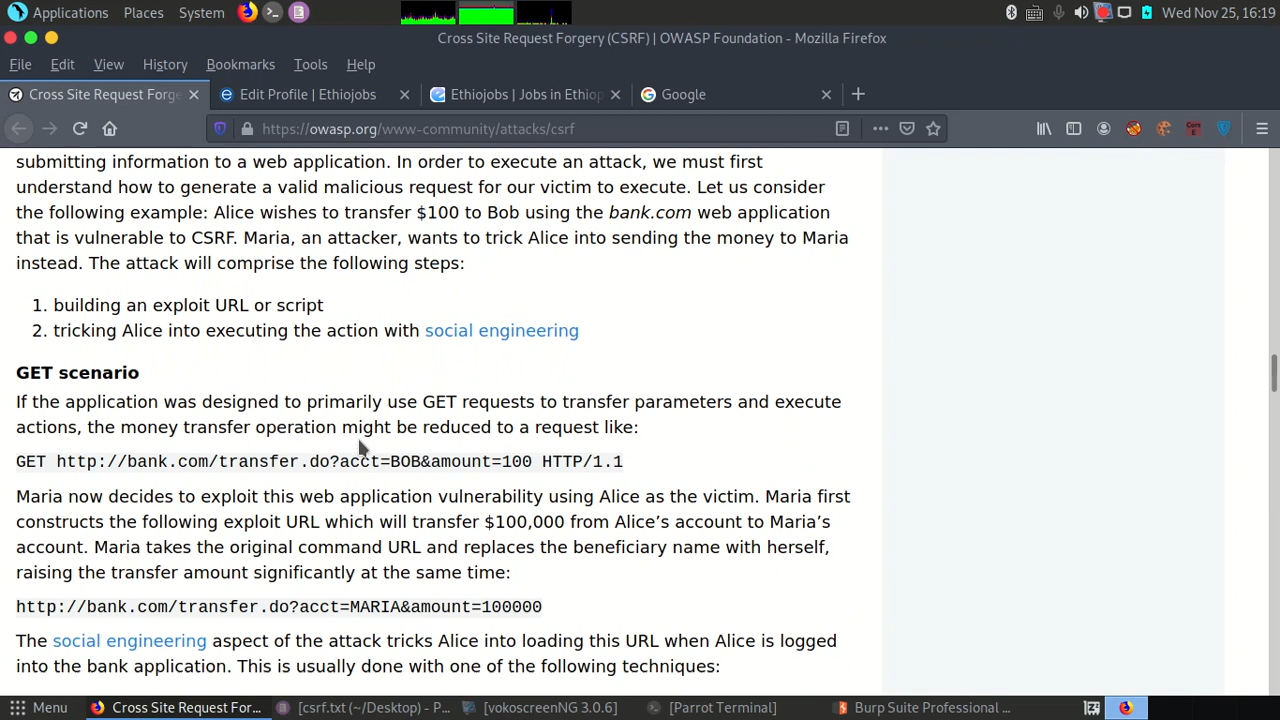 Applications Places System Wed Nov 25, 16:19
Cross Site Request Forgery (CSRF) | OWASP Foundation - Mozilla Firefox
File Edit View History Bookmarks Tools Help
Cross Site Request Forge Edit Profile | Ethiojobs Ethiojobs | Jobs in Ethiop Google
https://owasp.org/www-community/attacks/csrf
submitting information to a web application. In order to execute an attack, we must first
understand how to generate a valid malicious request for our victim to execute. Let us consider
the following example: Alice wishes to transfer $100 to Bob using the bank.com web application
that is vulnerable to CSRF. Maria, an attacker, wants to trick Alice into sending the money to Maria
instead. The attack will comprise the following steps:
1. building an exploit URL or script
2. tricking Alice into executing the action with social engineering
GET scenario
If the application was designed to primarily use GET requests to transfer parameters and execute
actions, the money transfer operation might be reduced to a request like:
GET http://bank.com/transfer.do?acct=BOB&amount=100 HTTP/1.1
Maria now decides to exploit this web application vulnerability using Alice as the victim. Maria first
constructs the following exploit URL which will transfer $100,000 from Alice’s account to Maria’s
account. Maria takes the original command URL and replaces the beneficiary name with herself,
raising the transfer amount significantly at the same time:
http://bank.com/transfer.do?acct=MARIA&amount=100000
The social engineering aspect of the attack tricks Alice into loading this URL when Alice is logged
into the bank application. This is usually done with one of the following techniques:
Menu Cross Site Request For... [csrf.txt (~/Desktop) - P... [vokoscreenNG 3.0.6] [Parrot Terminal] Burp Suite Professional ...